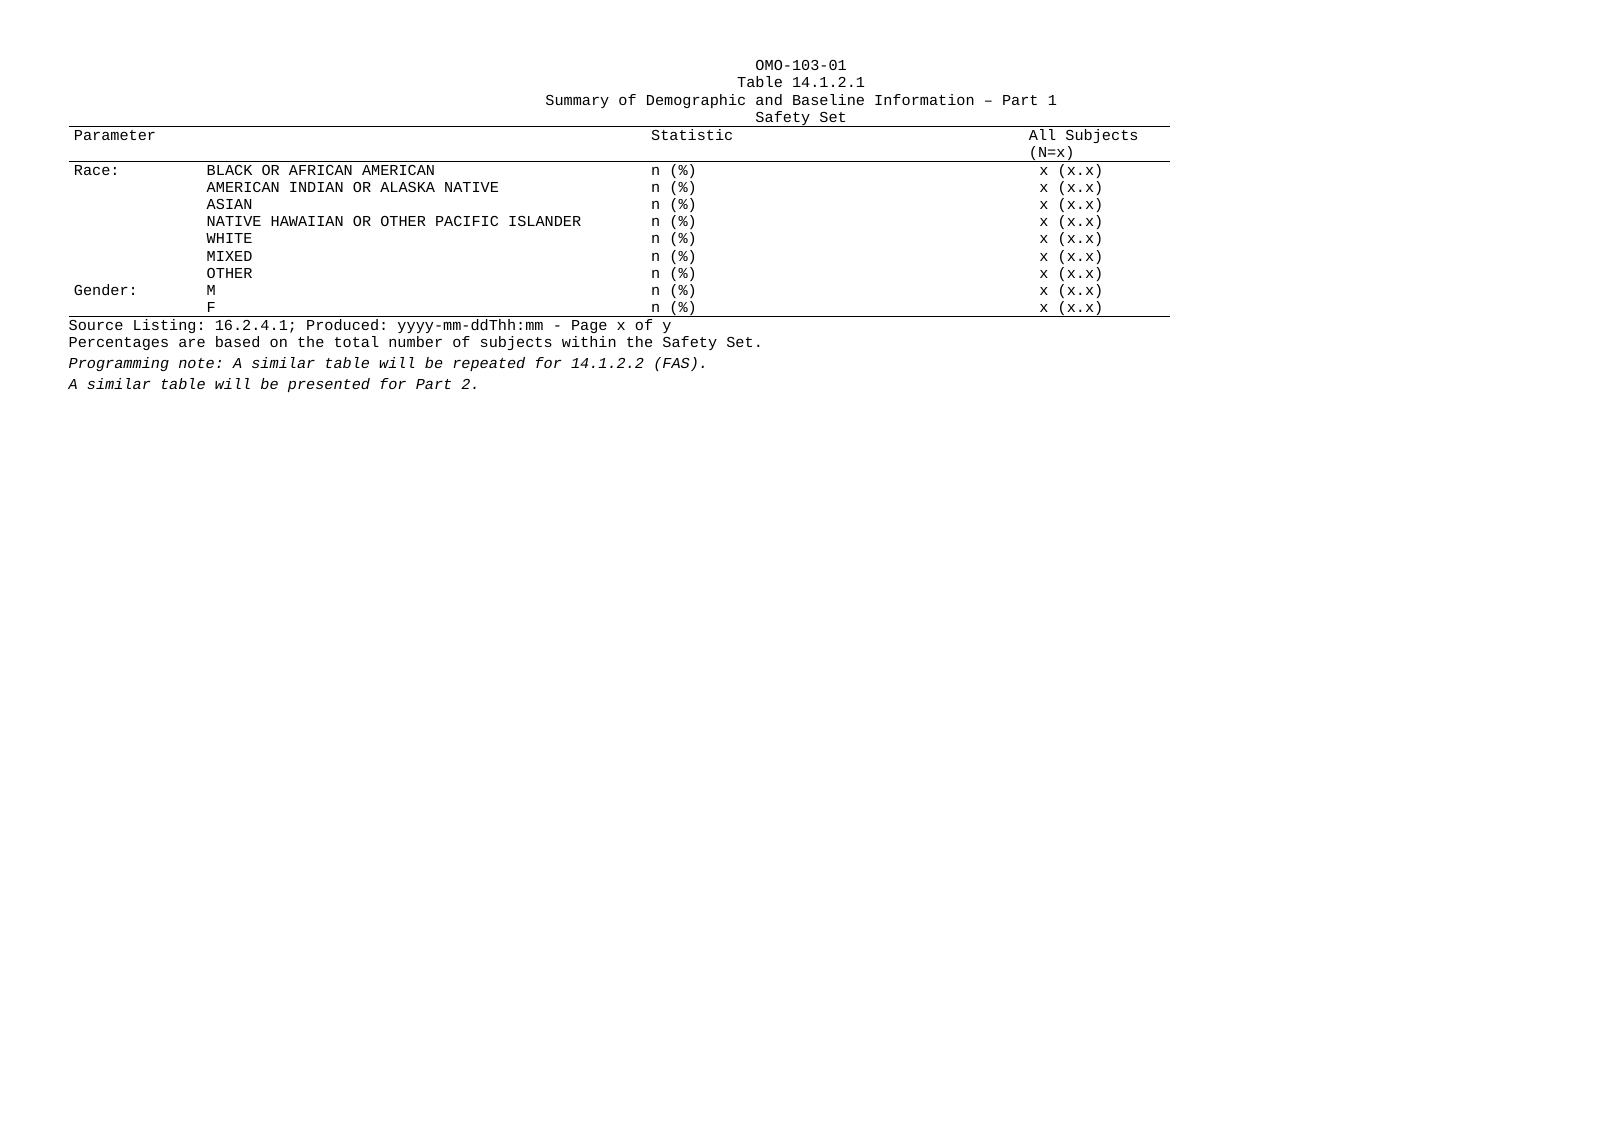 OMO-103-01
Table 14.1.2.1
Summary of Demographic and Baseline Information – Part 1
Safety Set
Parameter Statistic All Subjects
(N=x)
Race: BLACK OR AFRICAN AMERICAN n (%) x (x.x)
AMERICAN INDIAN OR ALASKA NATIVE n (%) x (x.x)
ASIAN n (%) x (x.x)
NATIVE HAWAIIAN OR OTHER PACIFIC ISLANDER n (%) x (x.x)
WHITE n (%) x (x.x)
MIXED n (%) x (x.x)
OTHER n (%) x (x.x)
Gender: M n (%) x (x.x)
F n (%) x (x.x)
Source Listing: 16.2.4.1; Produced: yyyy-mm-ddThh:mm - Page x of y
Percentages are based on the total number of subjects within the Safety Set.
Programming note: A similar table will be repeated for 14.1.2.2 (FAS).
A similar table will be presented for Part 2.